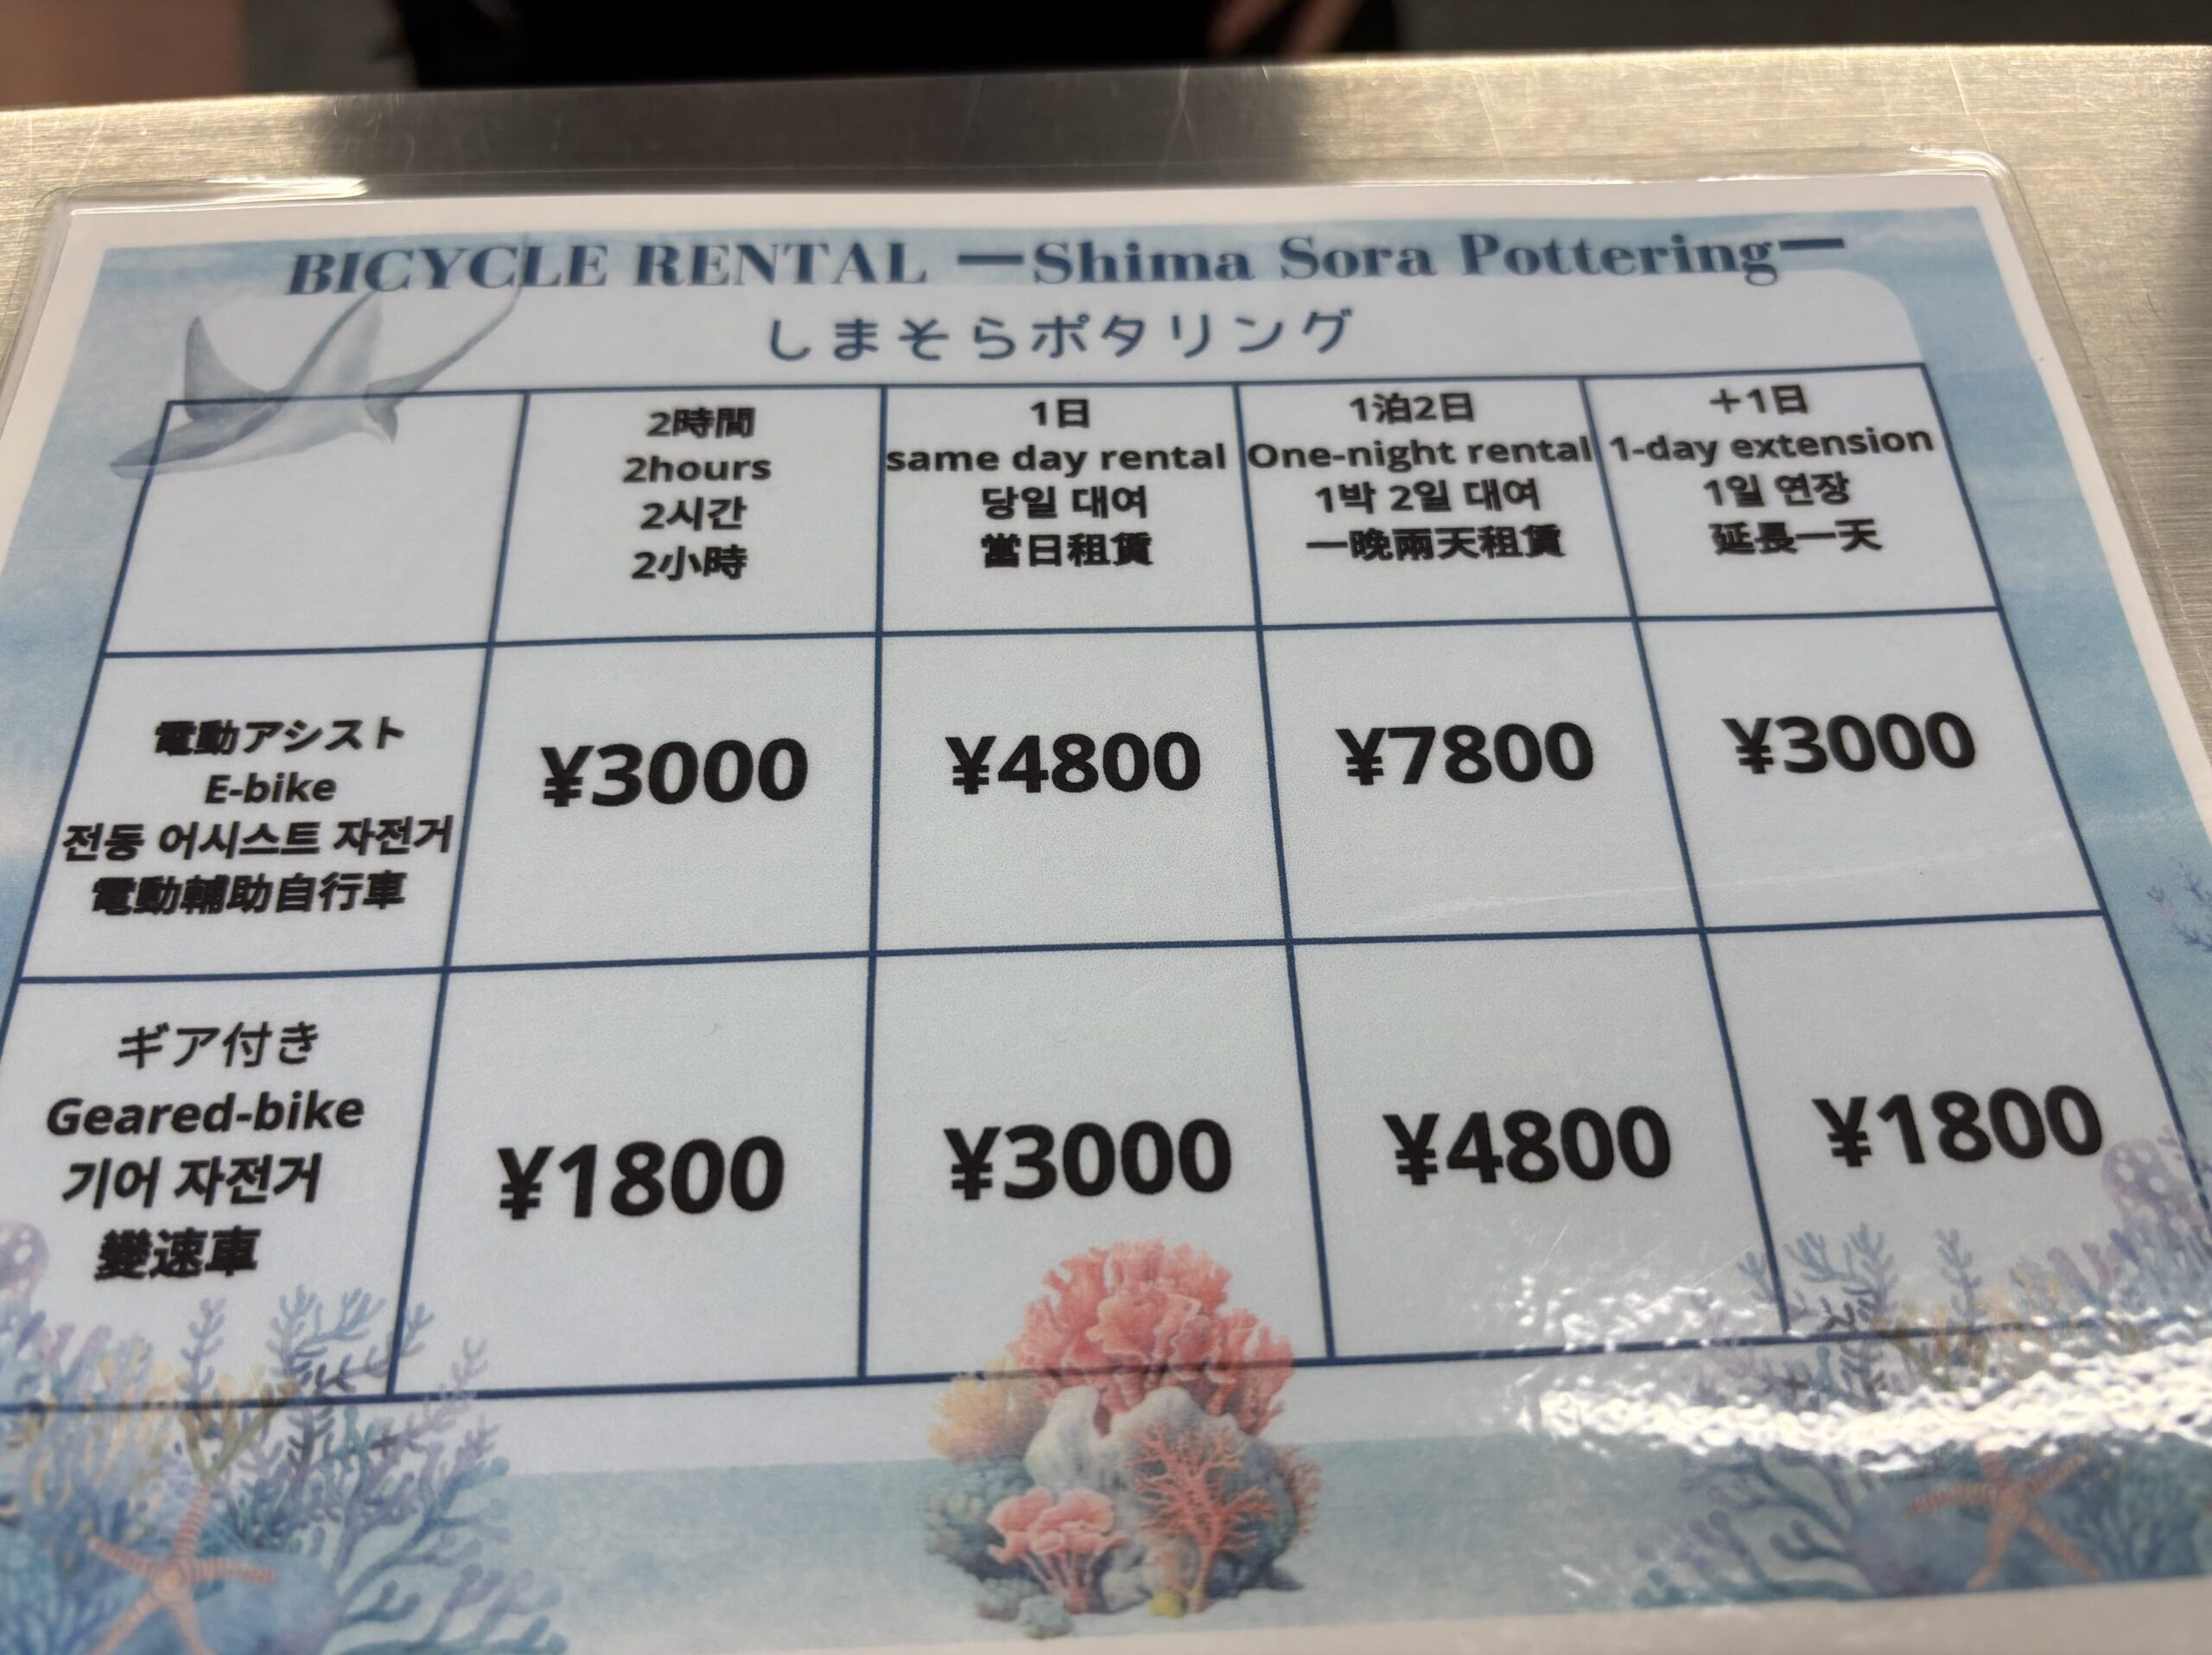 BICYCLE RENTAL ーShima Sora Potteringー
しまそらポタリング
2時間
2hours
2시간
2小時
1日
same day rental
당일 대여
當日租賃
1泊2日
One-night rental
1박 2일 대여
一晚兩天租賃
+1日
1-day extension
1일 연장
延長一天
電動アシスト
E-bike
전동 어시스트 자전거
電動輔助自行車
¥3000
¥4800
¥7800
¥3000
ギア付き
Geared-bike
기어 자전거
變速車
¥1800
¥3000
¥4800
¥1800